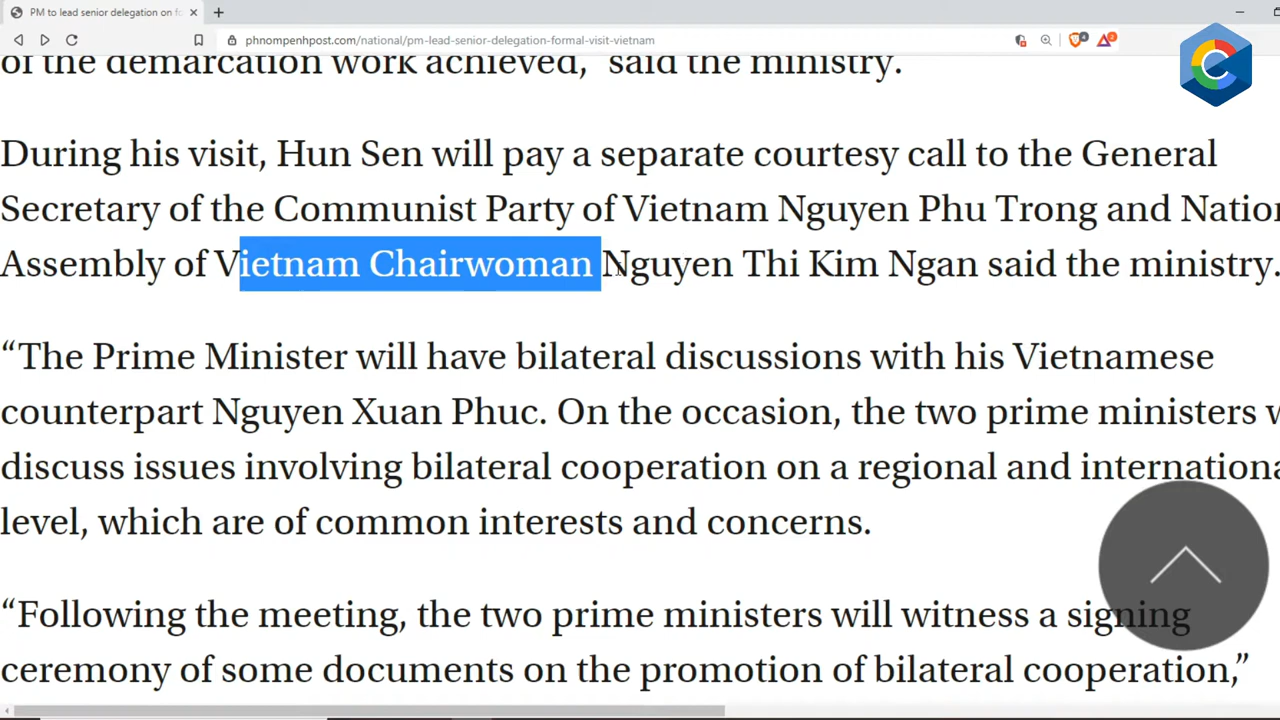 PM to lead senior delegation on fo
phnompenhpost.com/national/pm-lead-senior-delegation-formal-visit-vietnam
4
2
of the demarcation work achieved,” said the ministry.
During his visit, Hun Sen will pay a separate courtesy call to the General
Secretary of the Communist Party of Vietnam Nguyen Phu Trong and Nation
Assembly of Vietnam Chairwoman Nguyen Thi Kim Ngan said the ministry.
“The Prime Minister will have bilateral discussions with his Vietnamese
counterpart Nguyen Xuan Phuc. On the occasion, the two prime ministers w
discuss issues involving bilateral cooperation on a regional and internationa
level, which are of common interests and concerns.
“Following the meeting, the two prime ministers will witness a signing
ceremony of some documents on the promotion of bilateral cooperation,”